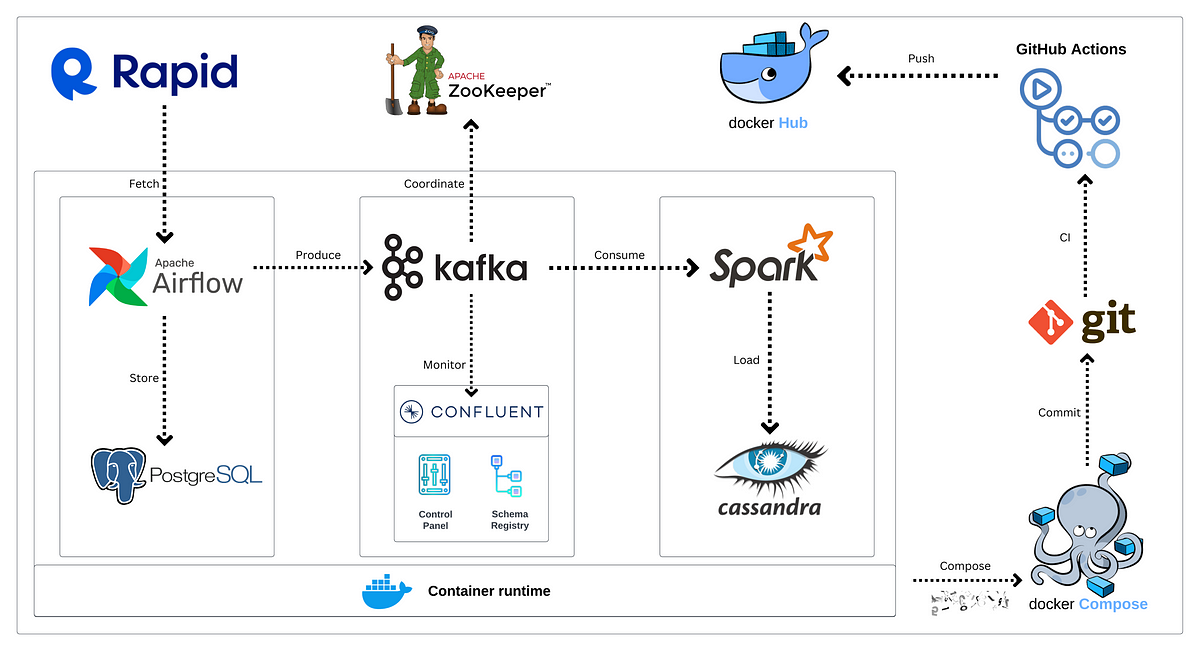 Rapid
ZOO
APACHE
ZooKeeper™
docker Hub
Push
GitHub Actions
Fetch
Coordinate
Apache
Airflow
Produce
kafka
Consume
Spark
CI
git
Store
Monitor
Load
Commit
CONFLUENT
PostgreSQL
Control
Panel
Schema
Registry
cassandra
Container runtime
Compose
docker Compose